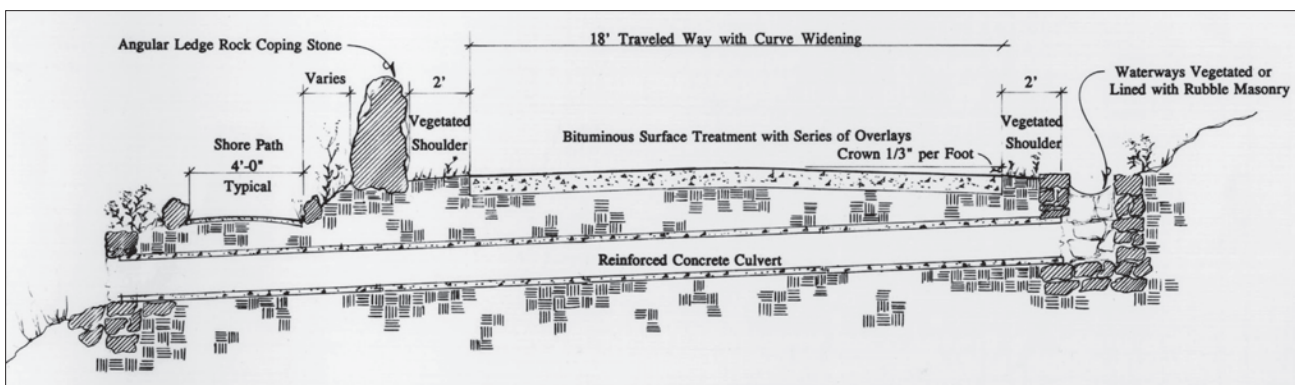 18' Traveled Way with Curve Widening
Angular Ledge Rock Coping Stone
Varies
2'
2'
Waterways Vegetated or
Lined with Rubble Masonry
Vegetated
Shoulder
Bituminous Surface Treatment with Series of Overlays
Crown 1/3" per Foot
Vegetated
Shoulder
Shore Path
4'-0"
Typical
Reinforced Concrete Culvert